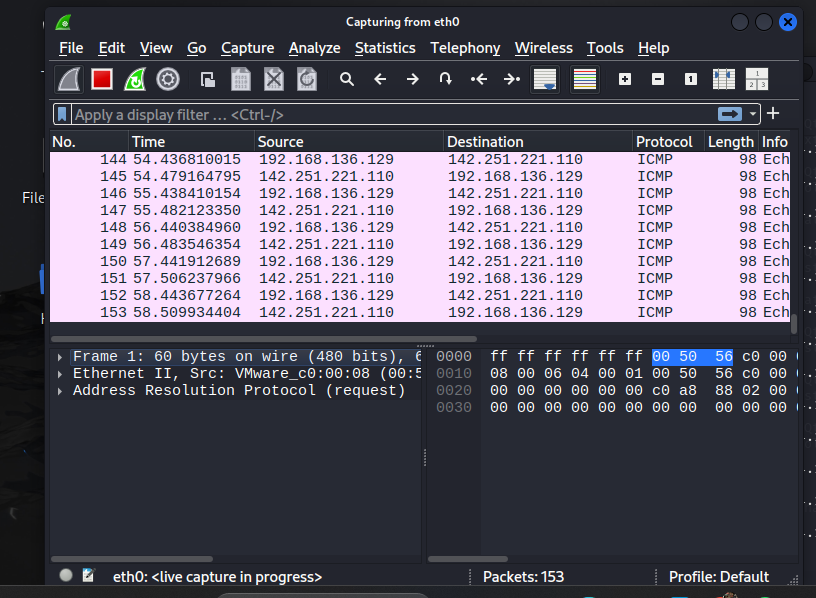 Capturing from eth0
File Edit View Go Capture Analyze Statistics Telephony Wireless Tools Help
Apply a display filter … <Ctrl-/>
No. Time Source Destination Protocol Length Info
144 54.436810015 192.168.136.129 142.251.221.110 ICMP 98 Ech
145 54.479164795 142.251.221.110 192.168.136.129 ICMP 98 Ech
146 55.438410154 192.168.136.129 142.251.221.110 ICMP 98 Ech
147 55.482123350 142.251.221.110 192.168.136.129 ICMP 98 Ech
148 56.440384960 192.168.136.129 142.251.221.110 ICMP 98 Ech
149 56.483546354 142.251.221.110 192.168.136.129 ICMP 98 Ech
150 57.441912689 192.168.136.129 142.251.221.110 ICMP 98 Ech
151 57.506237966 142.251.221.110 192.168.136.129 ICMP 98 Ech
152 58.443677264 192.168.136.129 142.251.221.110 ICMP 98 Ech
153 58.509934404 142.251.221.110 192.168.136.129 ICMP 98 Ech
File
Frame 1: 60 bytes on wire (480 bits), 6
Ethernet II, Src: VMware_c0:00:08 (00:5
Address Resolution Protocol (request)
0000 ff ff ff ff ff ff 00 50 56 c0 00
0010 08 00 06 04 00 01 00 50 56 c0 00
0020 00 00 00 00 00 00 c0 a8 88 02 00
0030 00 00 00 00 00 00 00 00 00 00 00
eth0: <live capture in progress> Packets: 153 Profile: Default